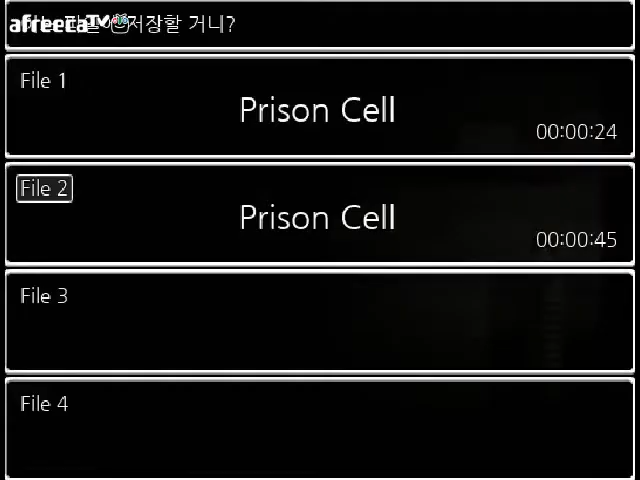 afreecaTV
저장할 거니?
File 1
Prison Cell
00:00:24
File 2
Prison Cell
00:00:45
File 3
File 4